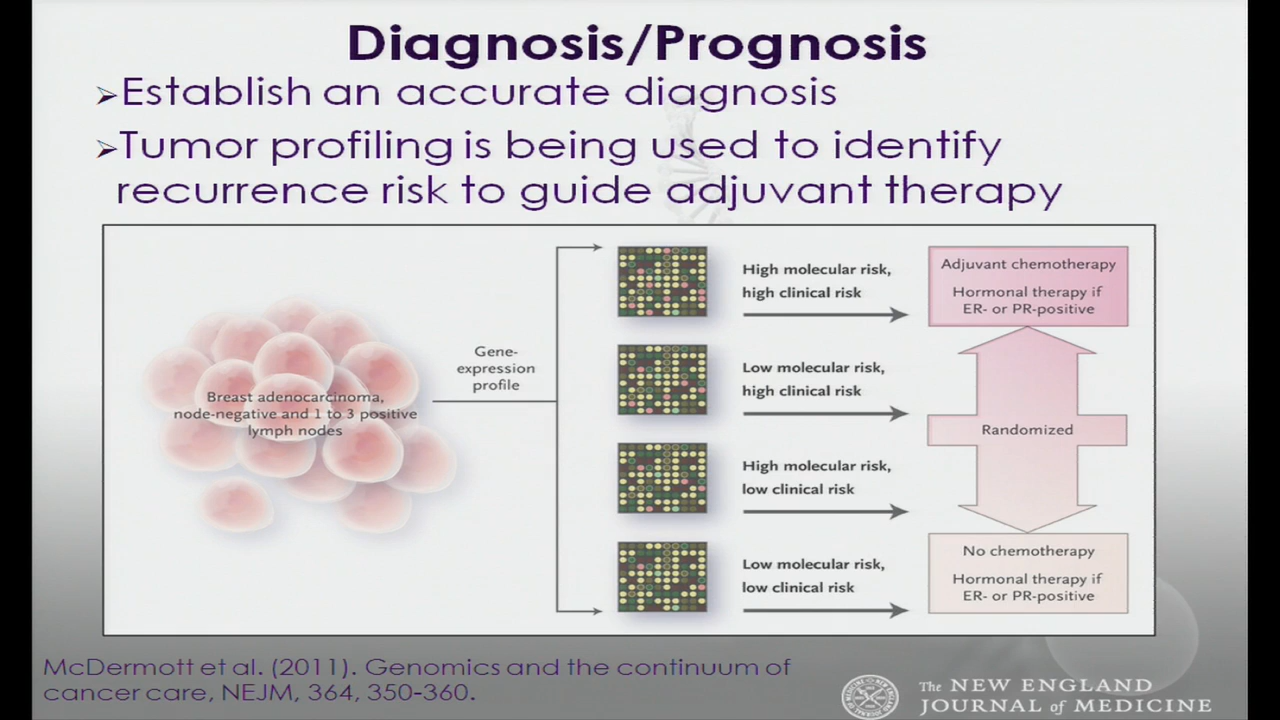 Diagnosis/Prognosis
➢Establish an accurate diagnosis
➢Tumor profiling is being used to identify
recurrence risk to guide adjuvant therapy
Breast adenocarcinoma,
node-negative and 1 to 3 positive
lymph nodes
Gene-
expression
profile
High molecular risk,
high clinical risk
Low molecular risk,
high clinical risk
High molecular risk,
low clinical risk
Low molecular risk,
low clinical risk
Adjuvant chemotherapy
Hormonal therapy if
ER- or PR-positive
Randomized
No chemotherapy
Hormonal therapy if
ER- or PR-positive
McDermott et al. (2011). Genomics and the continuum of
cancer care, NEJM, 364, 350-360.
The NEW ENGLAND
JOURNAL of MEDICINE